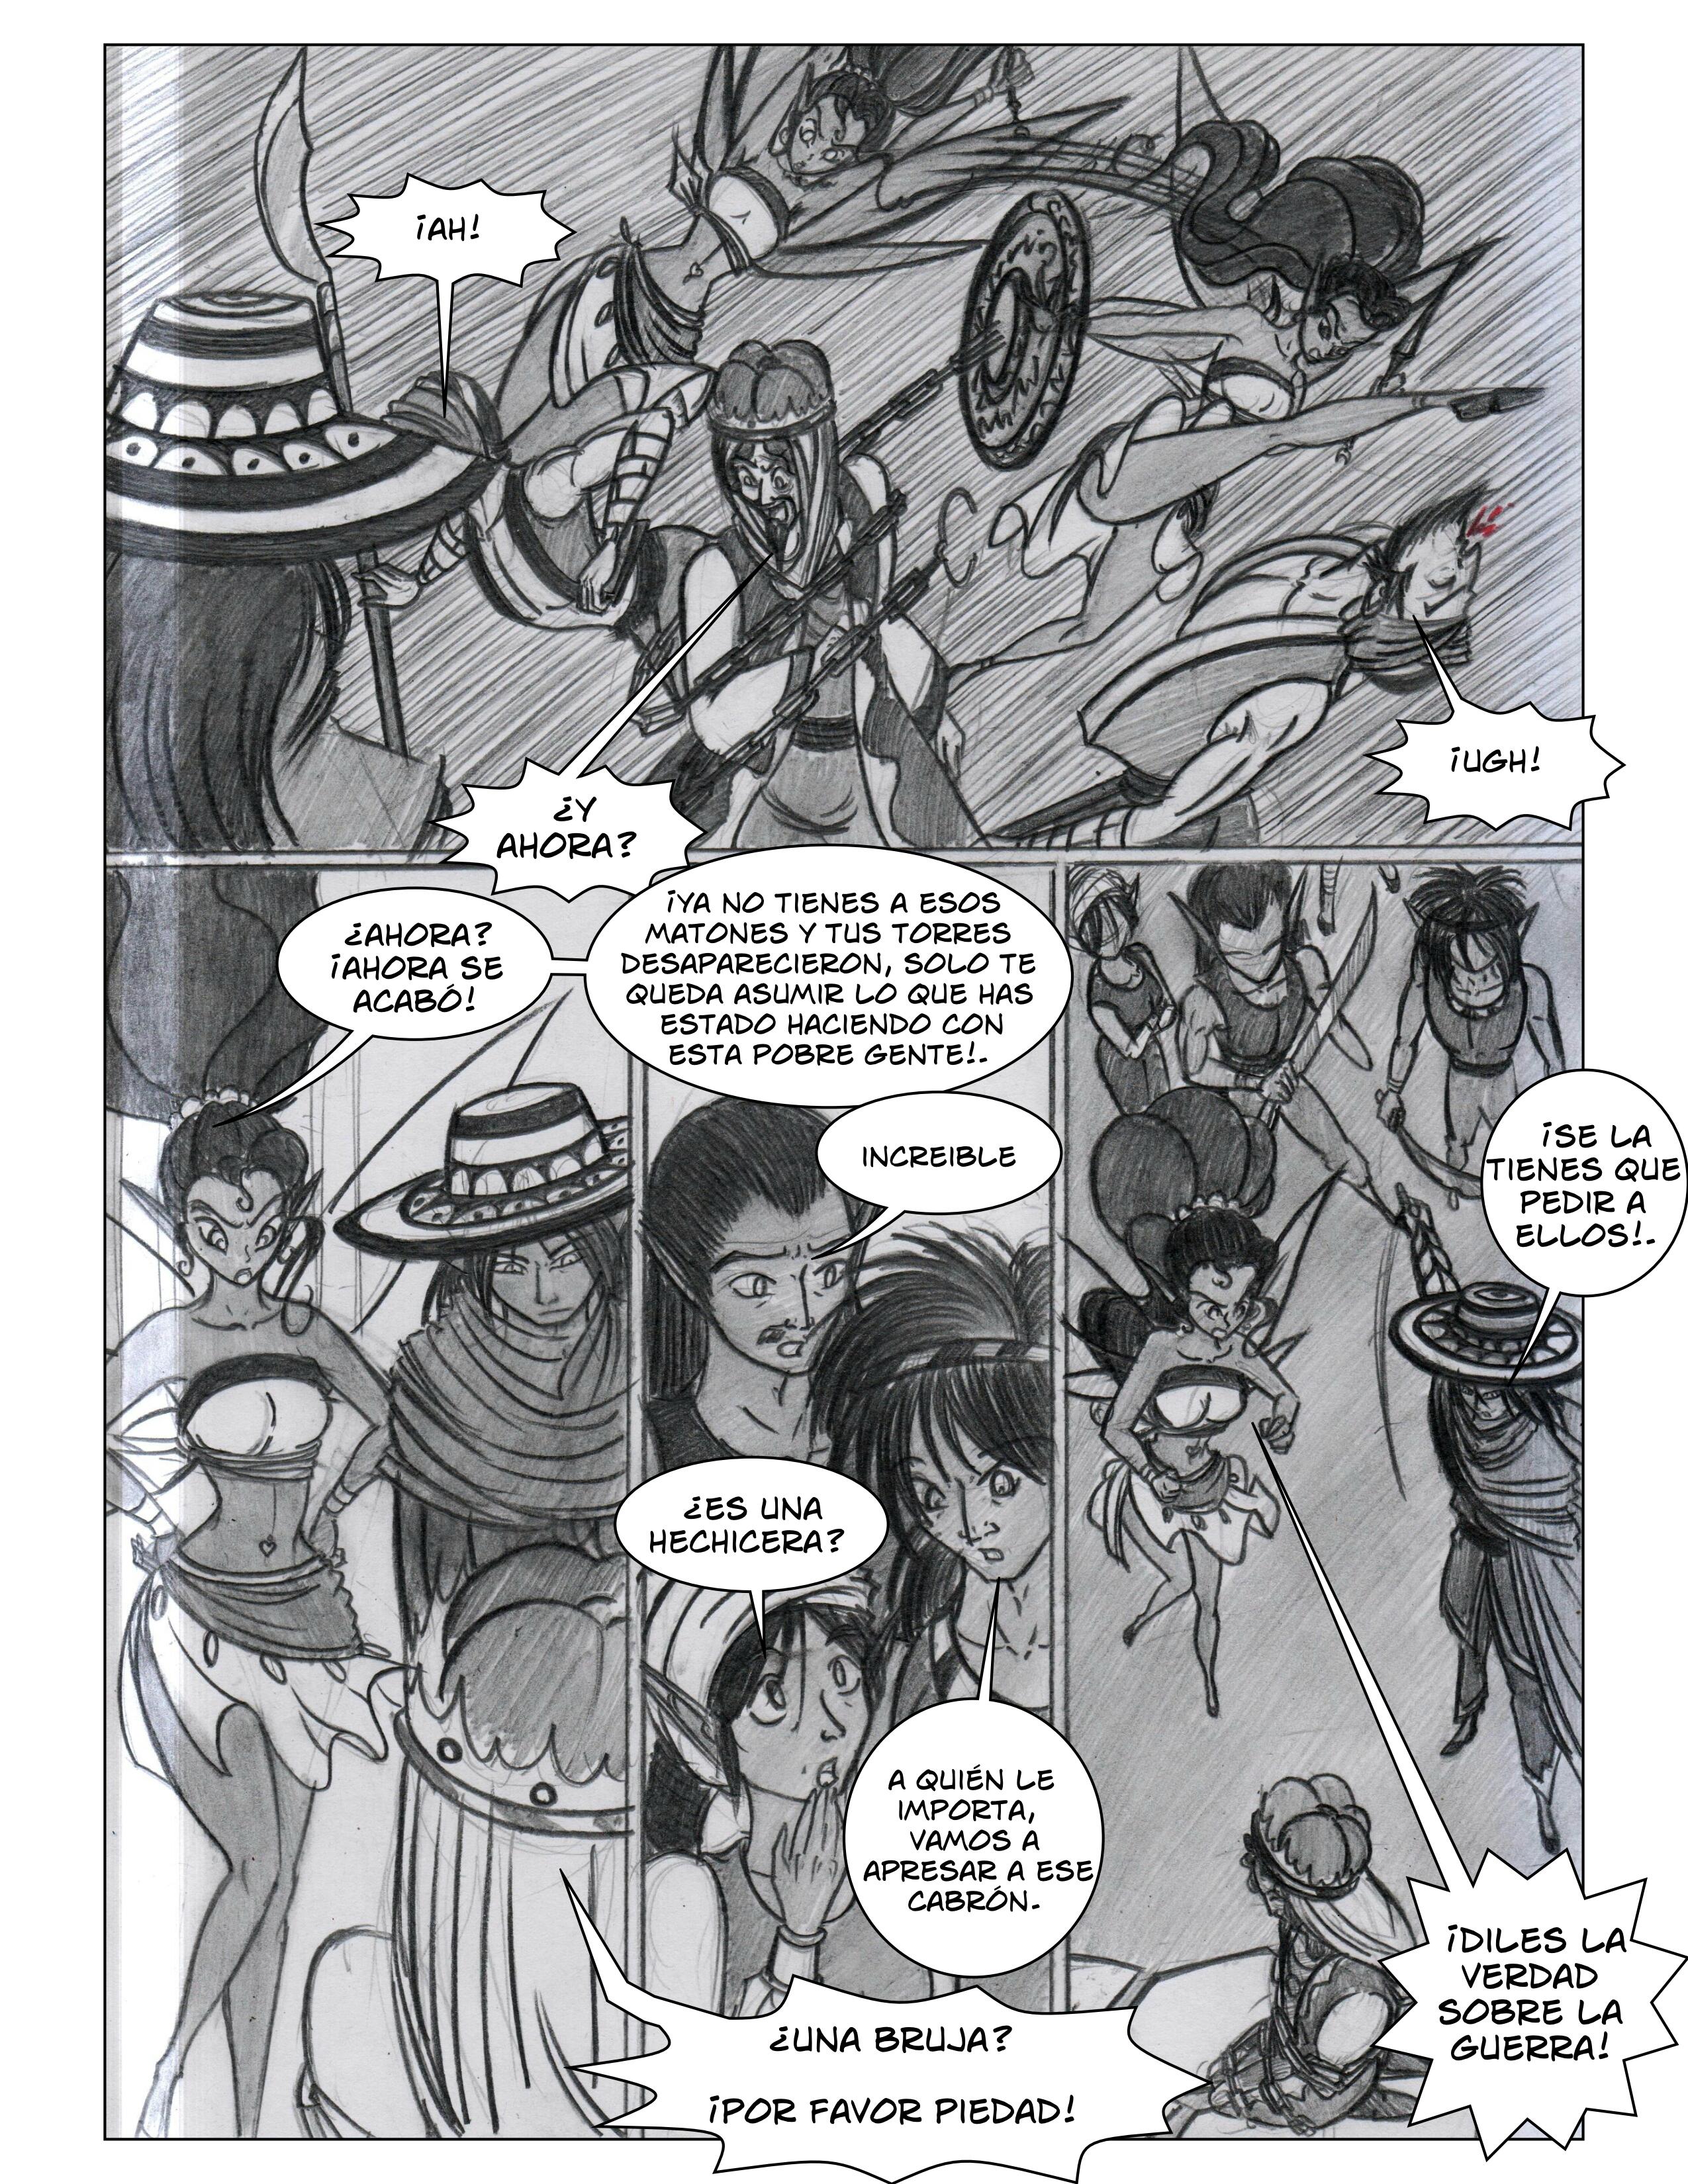 ¡AH!
¡UGH!
¿Y
AHORA?
¿AHORA?
¡AHORA SE
ACABÓ!
¡YA NO TIENES A ESOS
MATONES Y TUS TORRES
DESAPARECIERON, SOLO TE
QUEDA ASUMIR LO QUE HAS
ESTADO HACIENDO CON
ESTA POBRE GENTE!.
INCREIBLE
¿ES UNA
HECHICERA?
A QUIÉN LE
IMPORTA,
VAMOS A
APRESAR A ESE
CABRÓN.
¿UNA BRUJA?
¡POR FAVOR PIEDAD!
¡SE LA
TIENES QUE
PEDIR A
ELLOS!.
¡DILES LA
VERDAD
SOBRE LA
GUERRA!